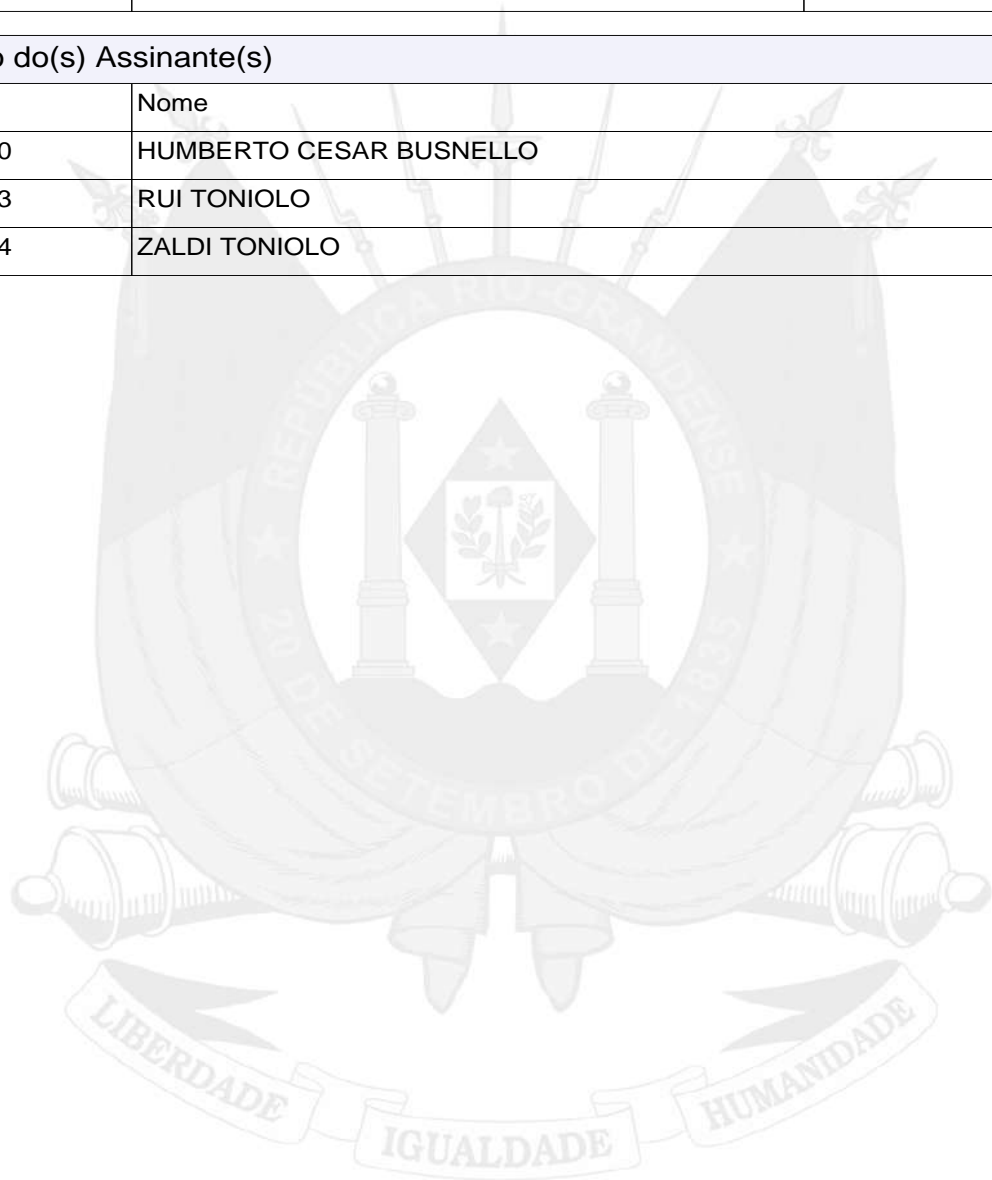 o do(s) Assinante(s)
Nome
0 HUMBERTO CESAR BUSNELLO
3 RUI TONIOLO
4 ZALDI TONIOLO
REPÚBLICA RIO-GRANDENSE
20 DE SETEMBRO DE 1835
LIBERDADE IGUALDADE HUMANIDADE